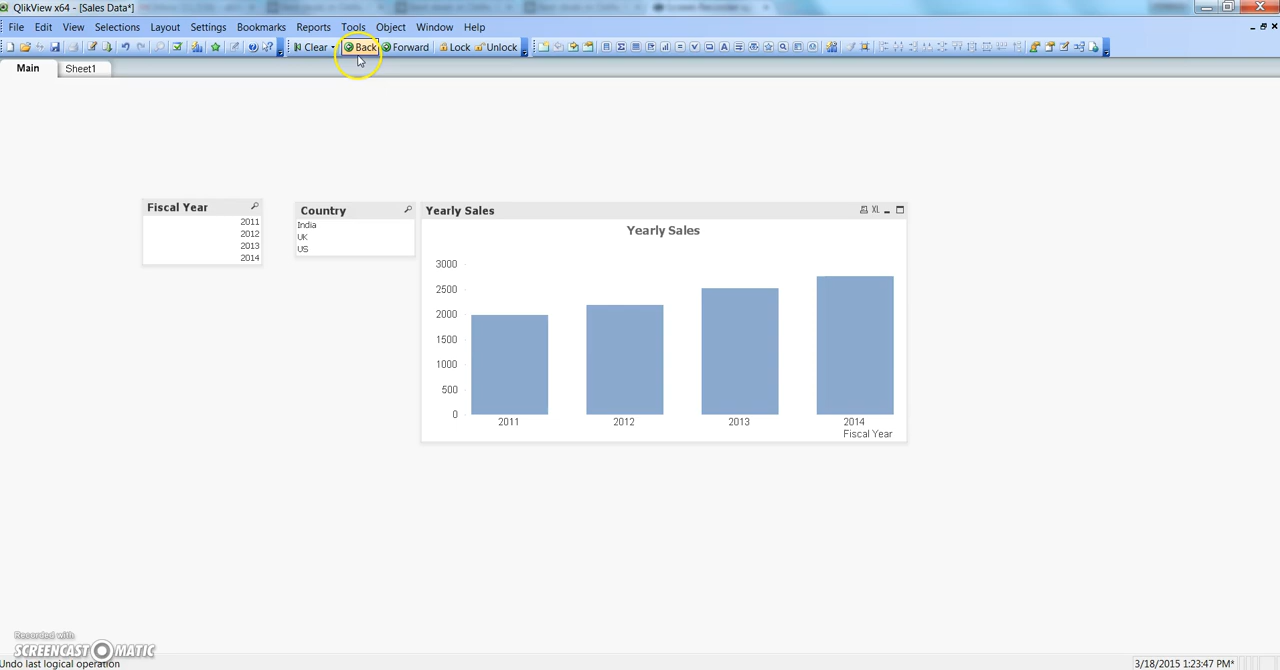 QlikView x64 - [Sales Data*]
File Edit View Selections Layout Settings Bookmarks Reports Tools Object Window Help
Clear Back Forward Lock Unlock
Main Sheet1
Fiscal Year
2011
2012
2013
2014
Country
India
UK
US
Yearly Sales XL
Yearly Sales
3000
2500
2000
1500
1000
500
0
2011 2012 2013 2014
Fiscal Year
Recorded with
SCREENCAST MATIC
Undo last logical operation 3/18/2015 1:23:47 PM*